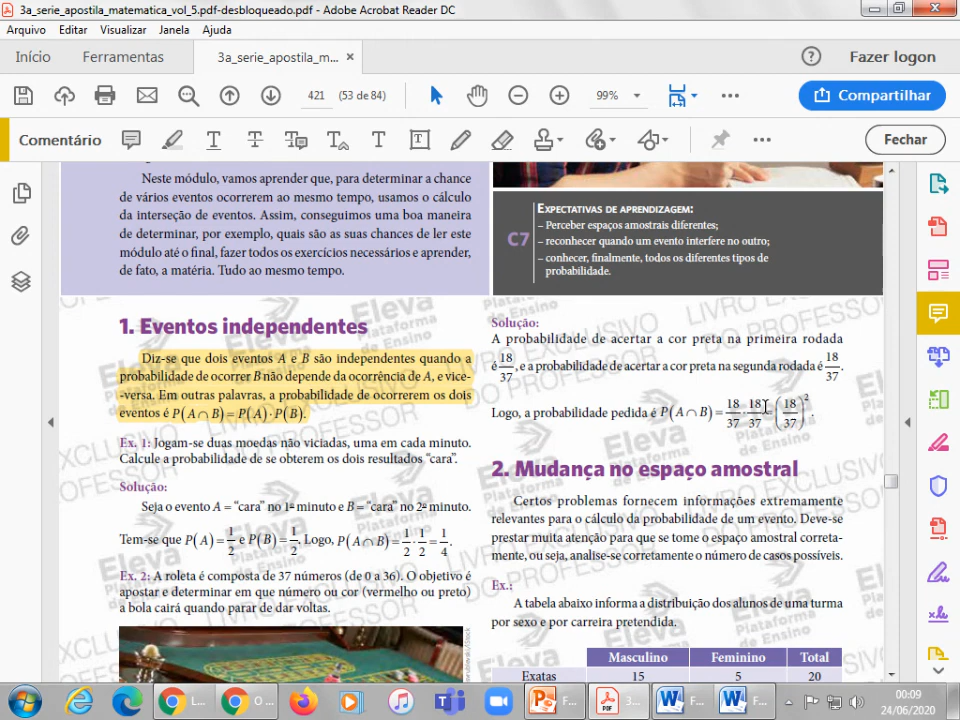 3a_serie_apostila_matematica_vol_5.pdf-desbloqueado.pdf - Adobe Acrobat Reader DC
Arquivo Editar Visualizar Janela Ajuda
Início Ferramentas 3a_serie_apostila_m... × Fazer logon
421 (53 de 84) 99% Compartilhar
Comentário Fechar
Neste módulo, vamos aprender que, para determinar a chance
de vários eventos ocorrerem ao mesmo tempo, usamos o cálculo
da interseção de eventos. Assim, conseguimos uma boa maneira
de determinar, por exemplo, quais são as suas chances de ler este
módulo até o final, fazer todos os exercícios necessários e aprender,
de fato, a matéria. Tudo ao mesmo tempo.
C7
EXPECTATIVAS DE APRENDIZAGEM:
– Perceber espaços amostrais diferentes;
– reconhecer quando um evento interfere no outro;
– conhecer, finalmente, todos os diferentes tipos de
probabilidade.
1. Eventos independentes
Diz-se que dois eventos A e B são independentes quando a
probabilidade de ocorrer B não depende da ocorrência de A, e vice-
-versa. Em outras palavras, a probabilidade de ocorrerem os dois
eventos é P(A ∩ B) = P(A) · P(B).
Ex. 1: Jogam-se duas moedas não viciadas, uma em cada minuto.
Calcule a probabilidade de se obterem os dois resultados “cara”.
Solução:
Seja o evento A = “cara” no 1º minuto e B = “cara” no 2º minuto.
Tem-se que P(A) = 1/2 e P(B) = 1/2. Logo, P(A ∩ B) = 1/2 · 1/2 = 1/4.
Ex. 2: A roleta é composta de 37 números (de 0 a 36). O objetivo é
apostar e determinar em que número ou cor (vermelho ou preto)
a bola cairá quando parar de dar voltas.
Solução:
A probabilidade de acertar a cor preta na primeira rodada
é 18/37, e a probabilidade de acertar a cor preta na segunda rodada é 18/37.
Logo, a probabilidade pedida é P(A ∩ B) = 18/37 · 18/37 = (18/37)².
2. Mudança no espaço amostral
Certos problemas fornecem informações extremamente
relevantes para o cálculo da probabilidade de um evento. Deve-se
prestar muita atenção para que se tome o espaço amostral correta-
mente, ou seja, analise-se corretamente o número de casos possíveis.
Ex.:
A tabela abaixo informa a distribuição dos alunos de uma turma
por sexo e por carreira pretendida.
Masculino Feminino Total
Exatas 15 5 20
Eleva
Plataforma
de Ensino
LIVRO EXCLUSIVO
DO PROFESSOR
L...
O ...
F...
3...
F...
F...
00:09
24/06/2020